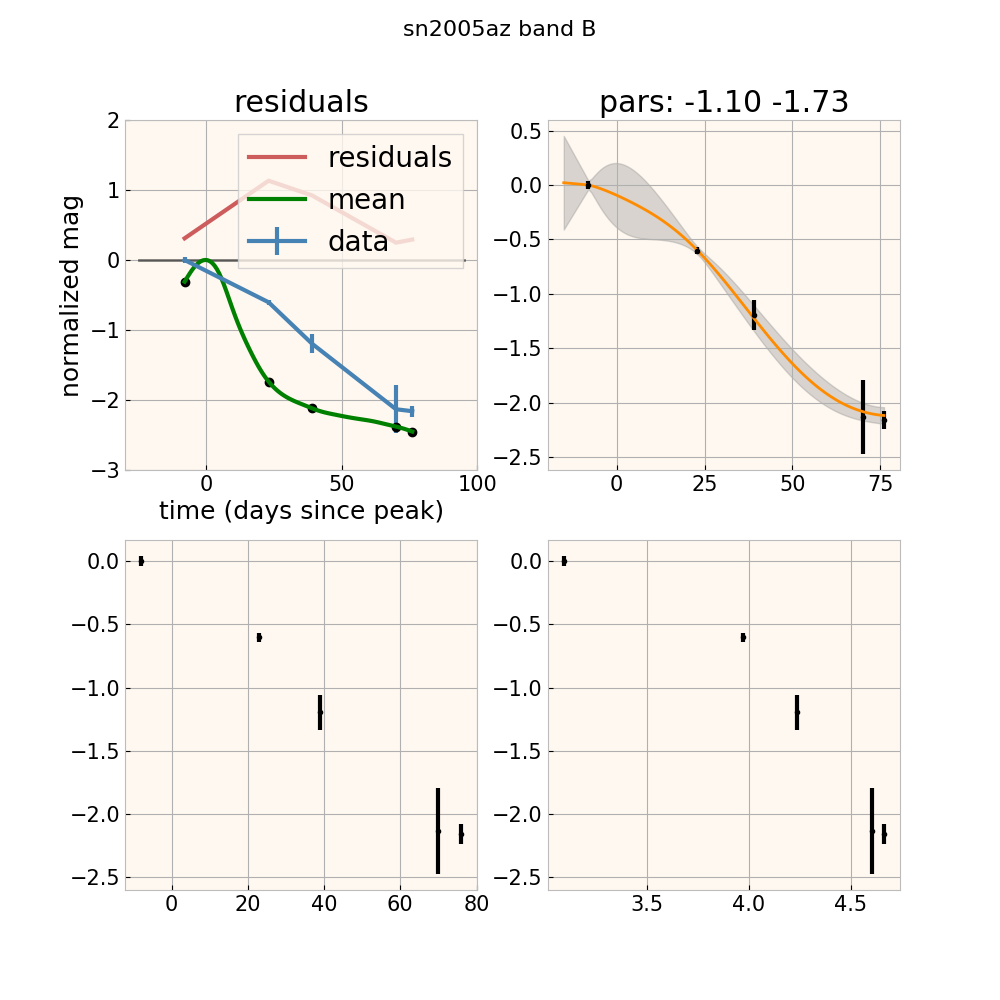 sn2005az band B
residuals
pars: -1.10 -1.73
normalized mag
2
1
0
−1
−2
−3
residuals
mean
data
0 50 100
time (days since peak)
0.5
0.0
−0.5
−1.0
−1.5
−2.0
−2.5
0 25 50 75
0.0
−0.5
−1.0
−1.5
−2.0
−2.5
0 20 40 60 80
0.0
−0.5
−1.0
−1.5
−2.0
−2.5
3.5 4.0 4.5